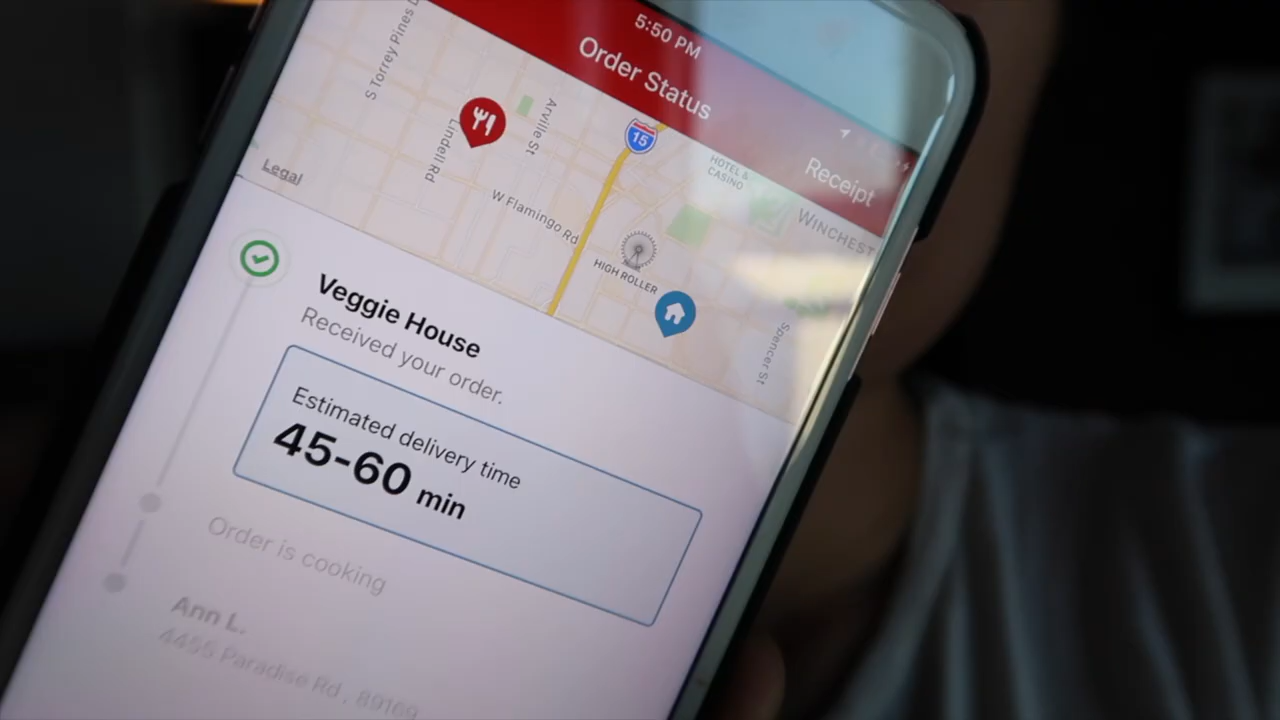 5:50 PM
Order Status
Receipt
S Torrey Pines
Lindell Rd
Arville St
15
HOTEL &
CASINO
WINCHEST
W Flamingo Rd
HIGH ROLLER
Spencer St
Legal
Veggie House
Received your order.
Estimated delivery time
45-60 min
Order is cooking
Ann L.
4455 Paradise Rd , 89169